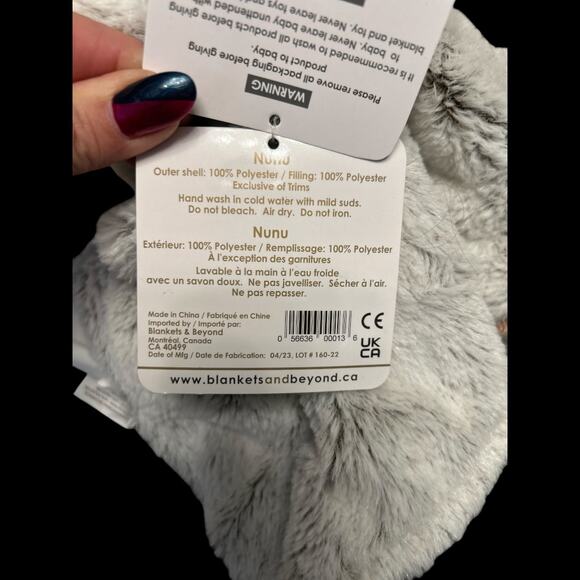 WARNING
Please remove all packaging before giving
product to baby.
It is recommended to wash all products before giving
to baby. Never leave baby unattended with
blanket and toy. Never leave toys and
Nunu
Outer shell: 100% Polyester / Filling: 100% Polyester
Exclusive of Trims
Hand wash in cold water with mild suds.
Do not bleach. Air dry. Do not iron.
Nunu
Extérieur: 100% Polyester / Remplissage: 100% Polyester
À l'exception des garnitures
Lavable à la main à l'eau froide
avec un savon doux. Ne pas javelliser. Sécher à l'air.
Ne pas repasser.
Made in China / Fabriqué en Chine
Imported by / Importé par:
Blankets & Beyond
Montréal, Canada
CA 40499
Date of Mfg / Date de Fabrication: 04/23, LOT # 160-22
0 56636 00013 6
CE
UK
CA
www.blanketsandbeyond.ca